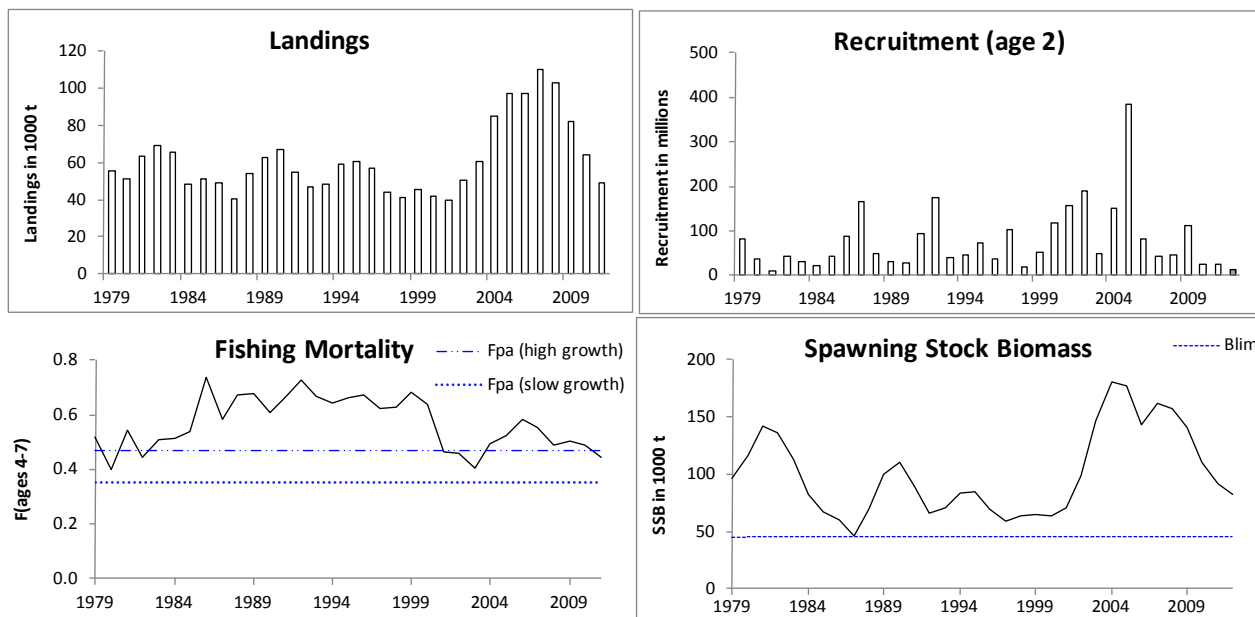 Landings
Landings in 1000 t
120
100
80
60
40
20
0
1979 1984 1989 1994 1999 2004 2009
Recruitment (age 2)
Recruitment in millions
500
400
300
200
100
0
1979 1984 1989 1994 1999 2004 2009
Fishing Mortality
Fpa (high growth)
Fpa (slow growth)
F(ages 4-7)
0.8
0.6
0.4
0.2
0.0
1979 1984 1989 1994 1999 2004 2009
Spawning Stock Biomass
Blim
SSB in 1000 t
200
150
100
50
0
1979 1984 1989 1994 1999 2004 2009